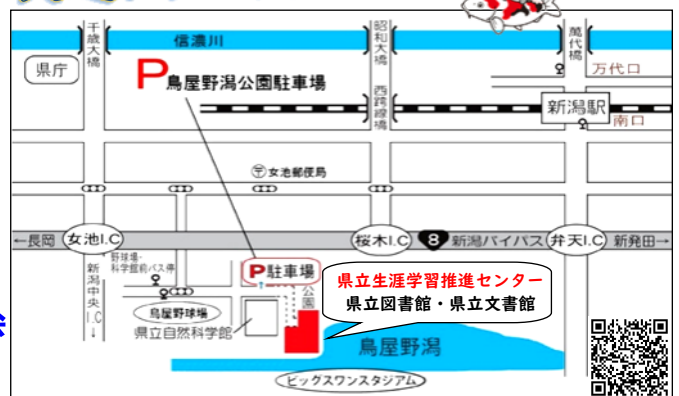 千歳大橋
信濃川
昭和大橋
萬代橋
県庁
P鳥屋野潟公園駐車場
万代口
西跨線橋
新潟駅
南口
〒女池郵便局
←長岡
女池I.C
桜木I.C
8
新潟バイパス
弁天I.C
新発田→
新潟中央I.C
↓
野球場・
科学館前バス停
P駐車場
公園
鳥屋野球場
県立自然科学館
県立生涯学習推進センター
県立図書館・県立文書館
鳥屋野潟
ビッグスワンスタジアム